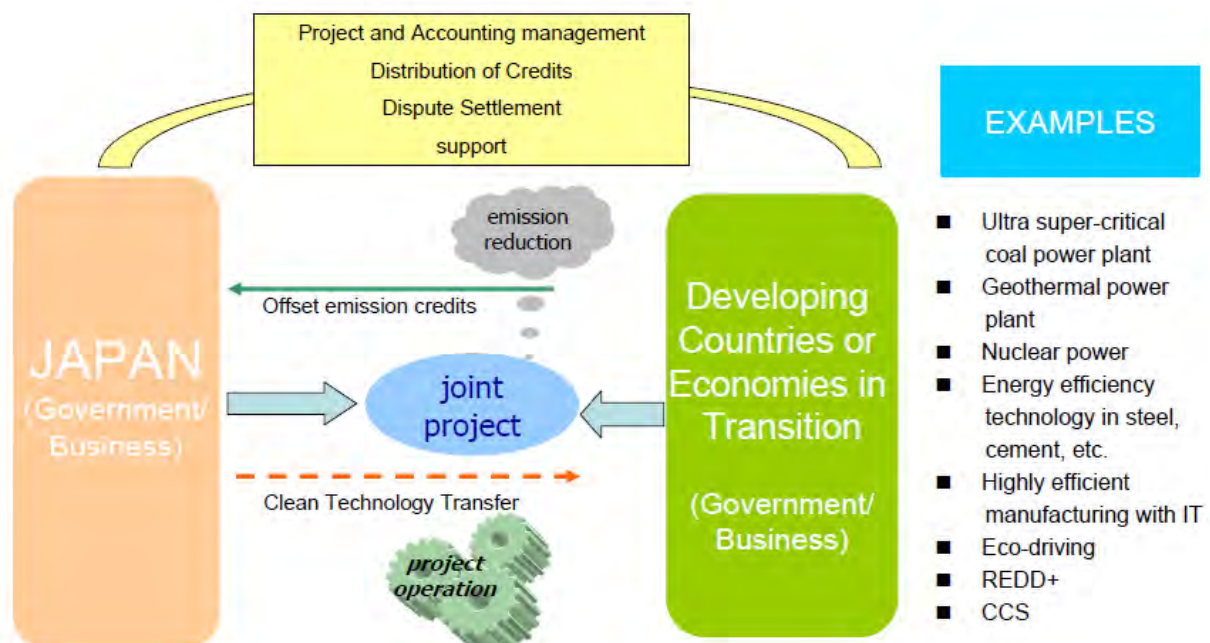 Project and Accounting management
Distribution of Credits
Dispute Settlement
support
EXAMPLES
emission
reduction
Offset emission credits
JAPAN
(Government/
Business)
joint
project
Clean Technology Transfer
project
operation
Developing
Countries or
Economies in
Transition
(Government/
Business)
■ Ultra super-critical
coal power plant
■ Geothermal power
plant
■ Nuclear power
■ Energy efficiency
technology in steel,
cement, etc.
■ Highly efficient
manufacturing with IT
■ Eco-driving
■ REDD+
■ CCS